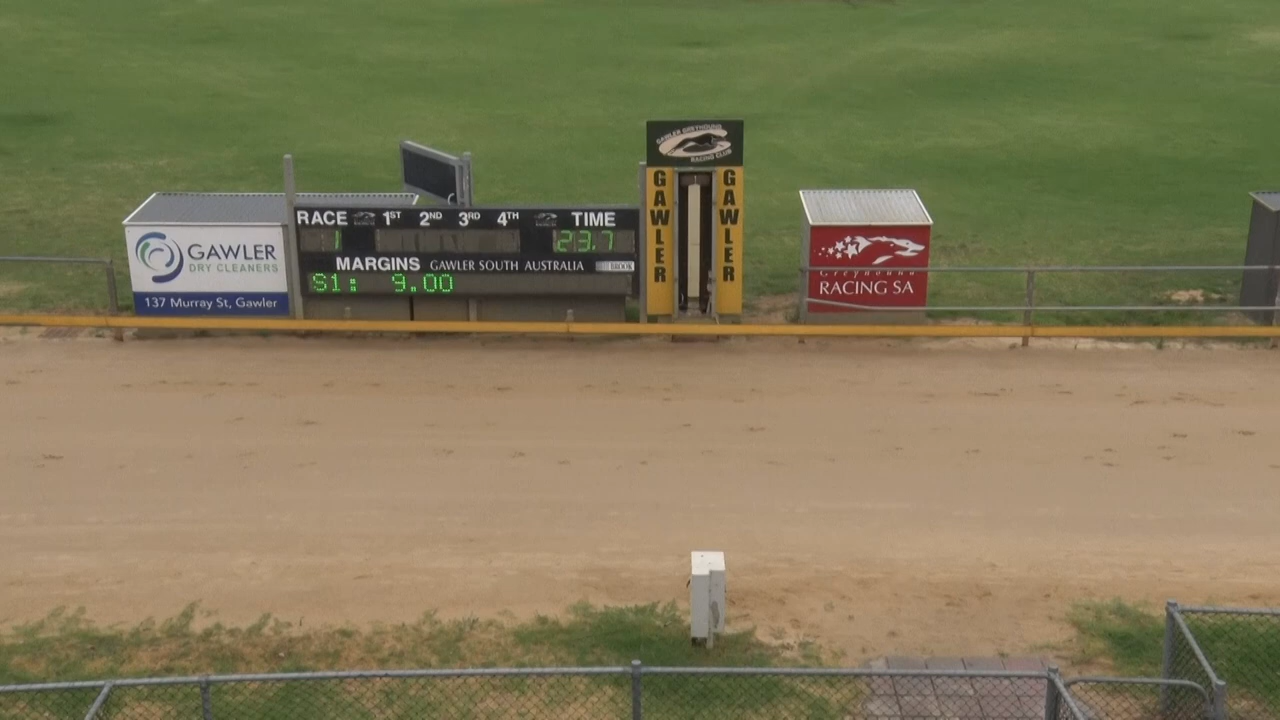 GAWLER GREYHOUND
RACING CLUB
GAWLER
GAWLER
RACE 1ST 2ND 3RD 4TH TIME
1 23.7
MARGINS GAWLER SOUTH AUSTRALIA
S1: 9.00
GAWLER
DRY CLEANERS
137 Murray St, Gawler
Greyhound
RACING SA